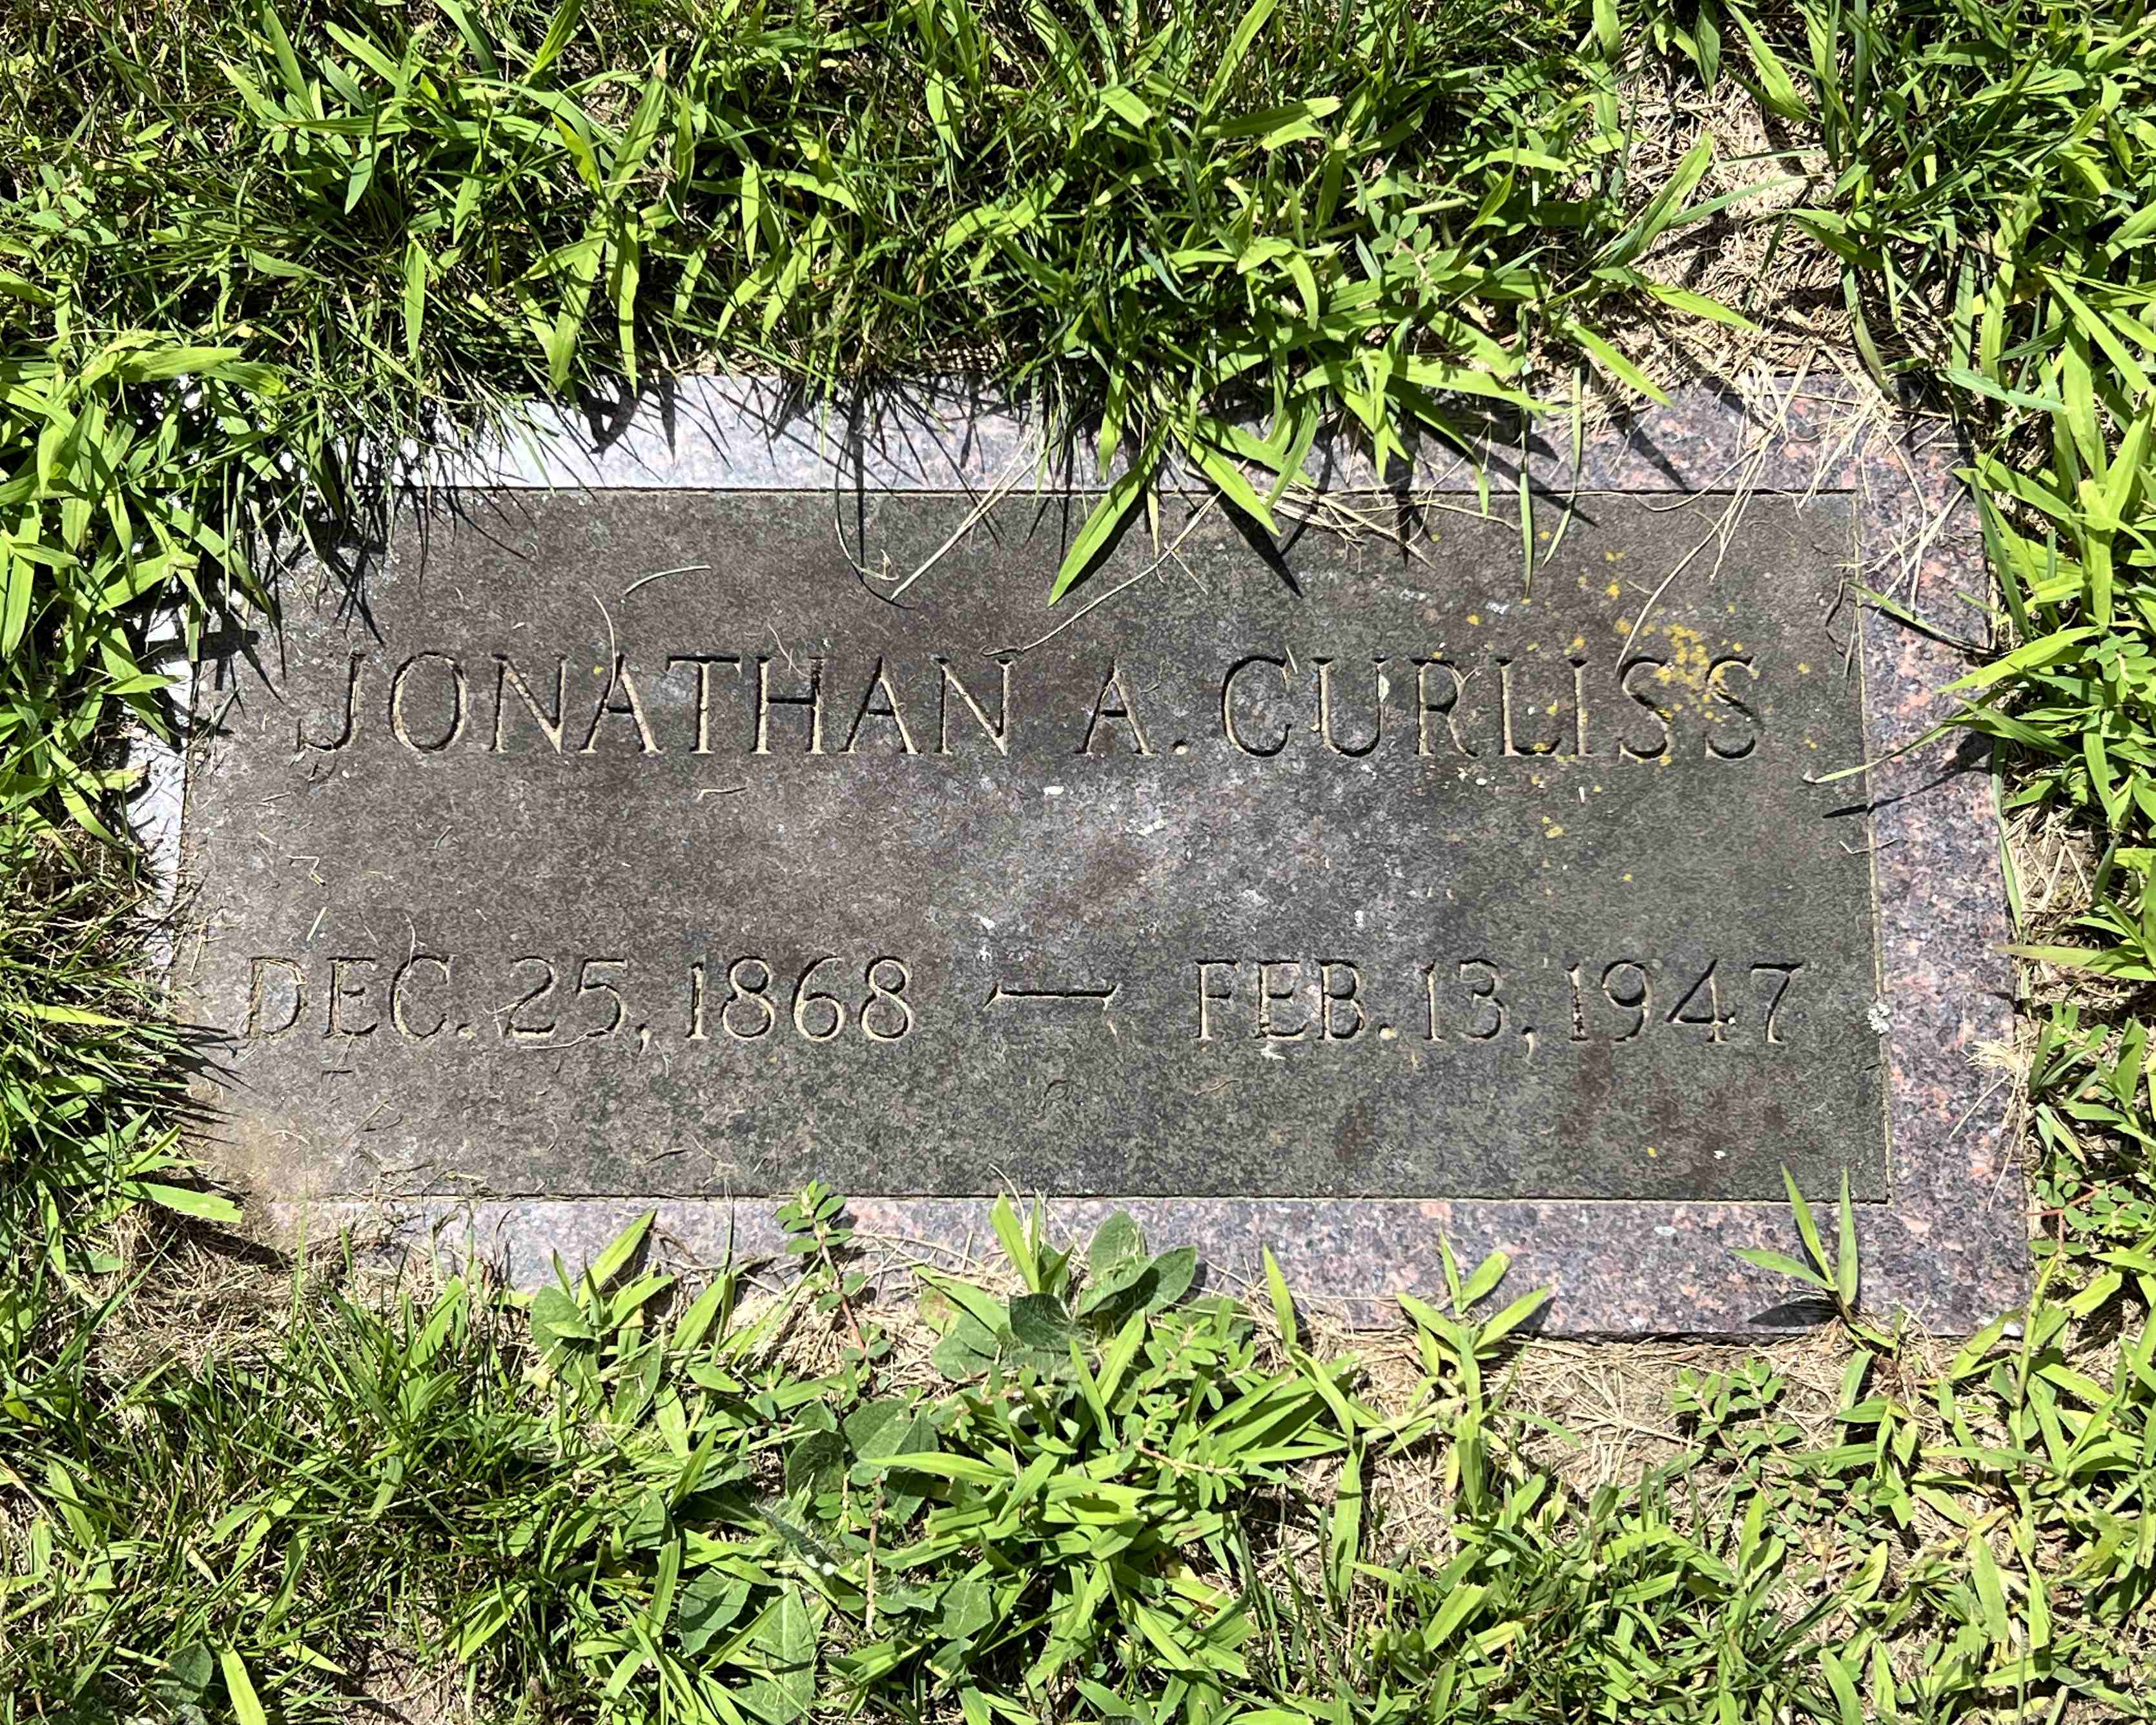 JONATHAN A. CURLISS
DEC. 25, 1868 — FEB. 13, 1947